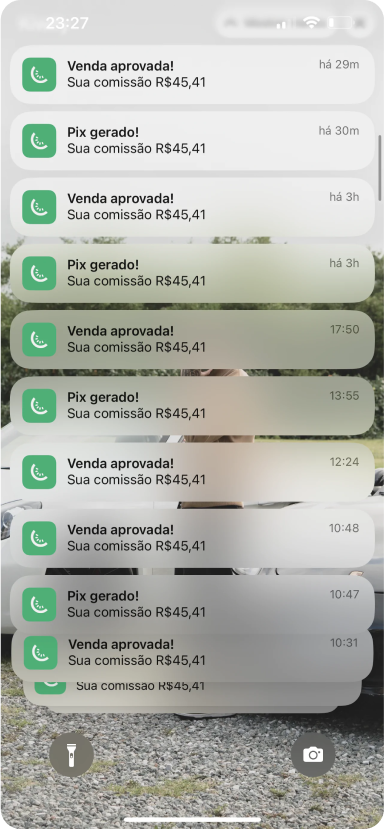 23:27
Venda aprovada!
há 29m
Sua comissão R$45,41
Pix gerado!
há 30m
Sua comissão R$45,41
Venda aprovada!
há 3h
Sua comissão R$45,41
Pix gerado!
há 3h
Sua comissão R$45,41
Venda aprovada!
17:50
Sua comissão R$45,41
Pix gerado!
13:55
Sua comissão R$45,41
Venda aprovada!
12:24
Sua comissão R$45,41
Venda aprovada!
10:48
Sua comissão R$45,41
Pix gerado!
10:47
Sua comissão R$45,41
Venda aprovada!
10:31
Sua comissão R$45,41
Sua comissão R$45,41